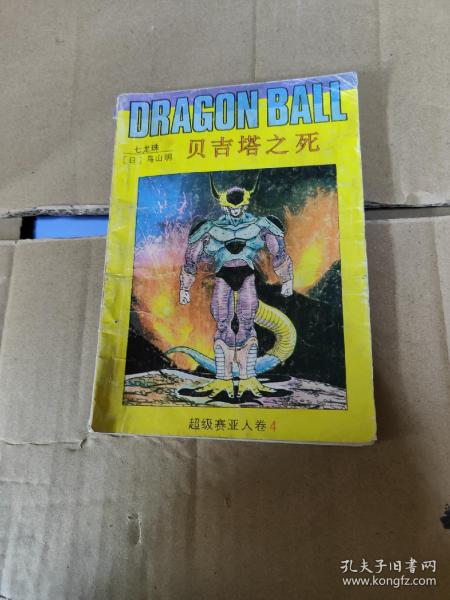 DRAGON BALL
七龙珠
[日] 鸟山明
贝吉塔之死
超级赛亚人卷4
孔夫子旧书网
www.kongfz.com